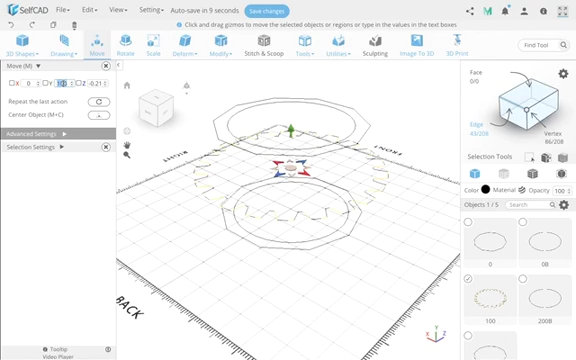 SelfCAD
File▾ Edit▾ View▾ Setting▾ Auto-save in 9 seconds Save changes
Click and drag gizmos to move the selected objects or regions or type in the values in the text boxes.
3D Shapes▾ Drawing▾ Move Rotate Scale Deform▾ Modify▾ Stitch & Scoop Tools▾ Utilities▾ Sculpting Image To 3D 3D Print Find Tool
Move (M) ▼
X 0 Y Z -0.21
Repeat the last action
Center Object (M+C)
Advanced Settings ▶
Selection Settings ▶
RIGHT
FRONT
BACK
Face
0/0
Edge
43/208
Vertex
86/208
Selection Tools
Color Material Opacity 100
Objects 1 / 5 Search
0 0B
100 200B
X Y Z
Tooltip
Video Player